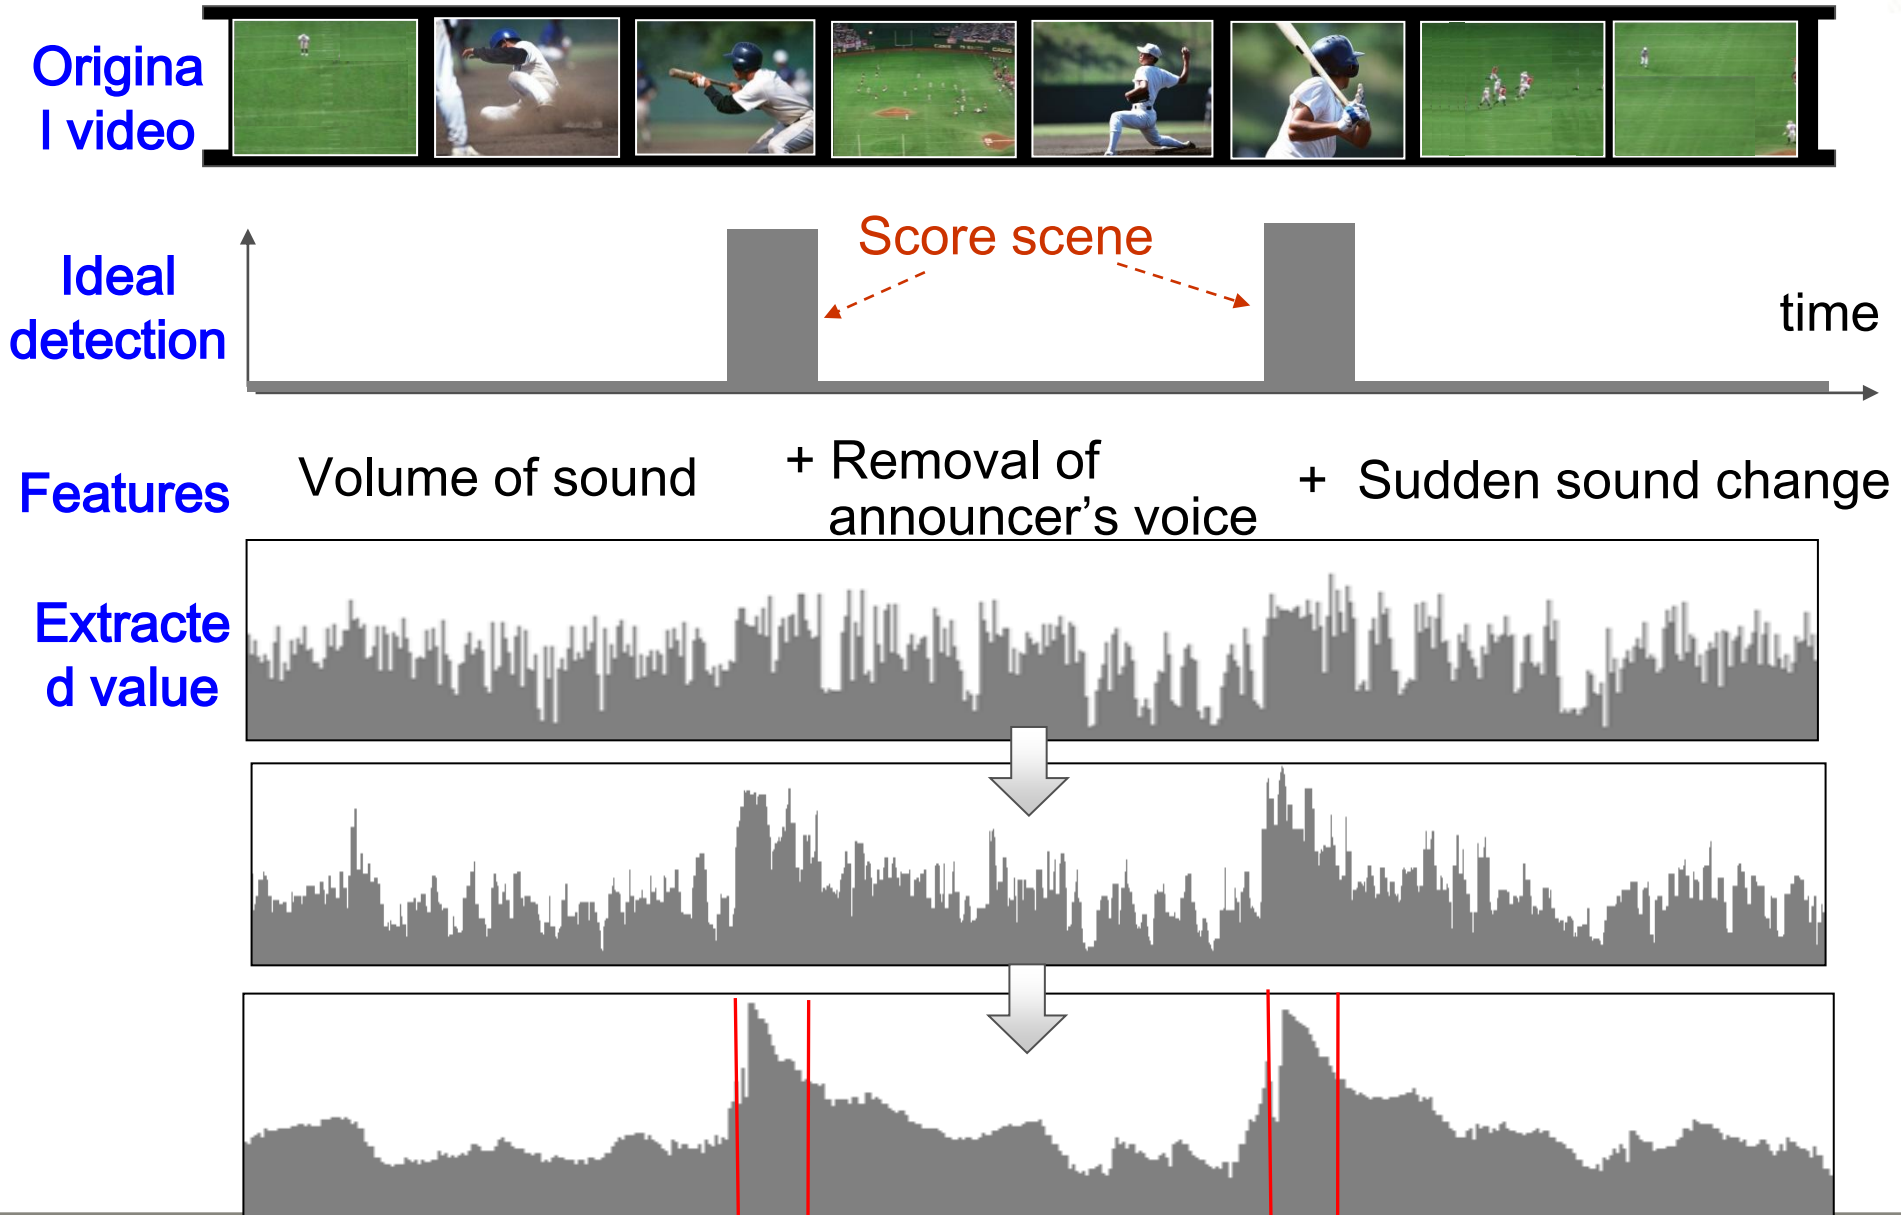 Origina
l video
Score scene
Ideal
detection
time
Features
Volume of sound
+ Removal of
announcer's voice
+ Sudden sound change
Extracte
d value